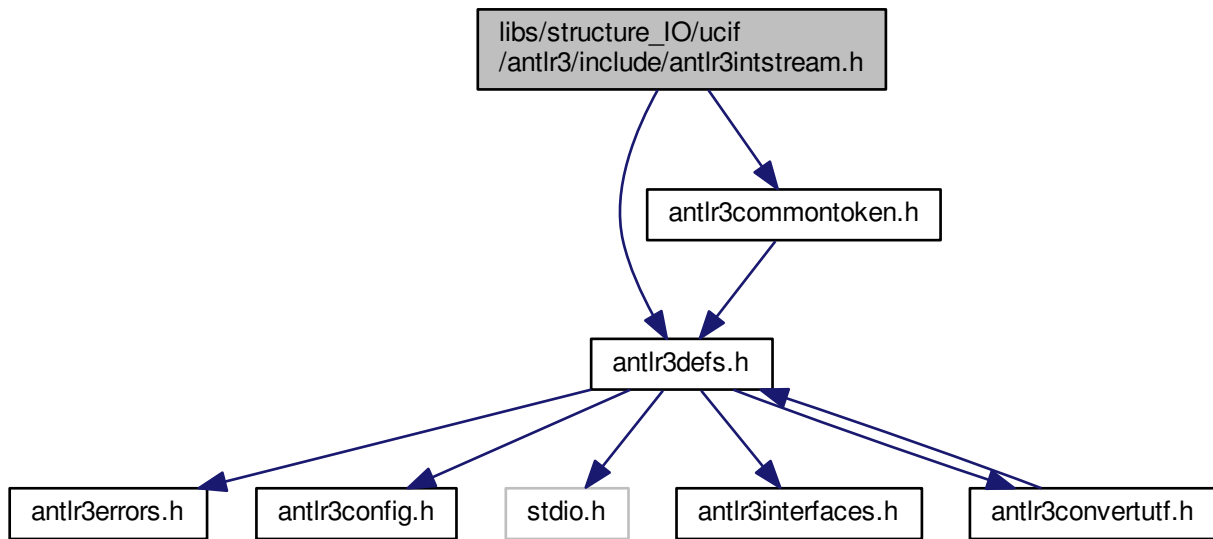 libs/structure_IO/ucif
/antlr3/include/antlr3intstream.h
antlr3commontoken.h
antlr3defs.h
antlr3errors.h
antlr3config.h
stdio.h
antlr3interfaces.h
antlr3convertutf.h